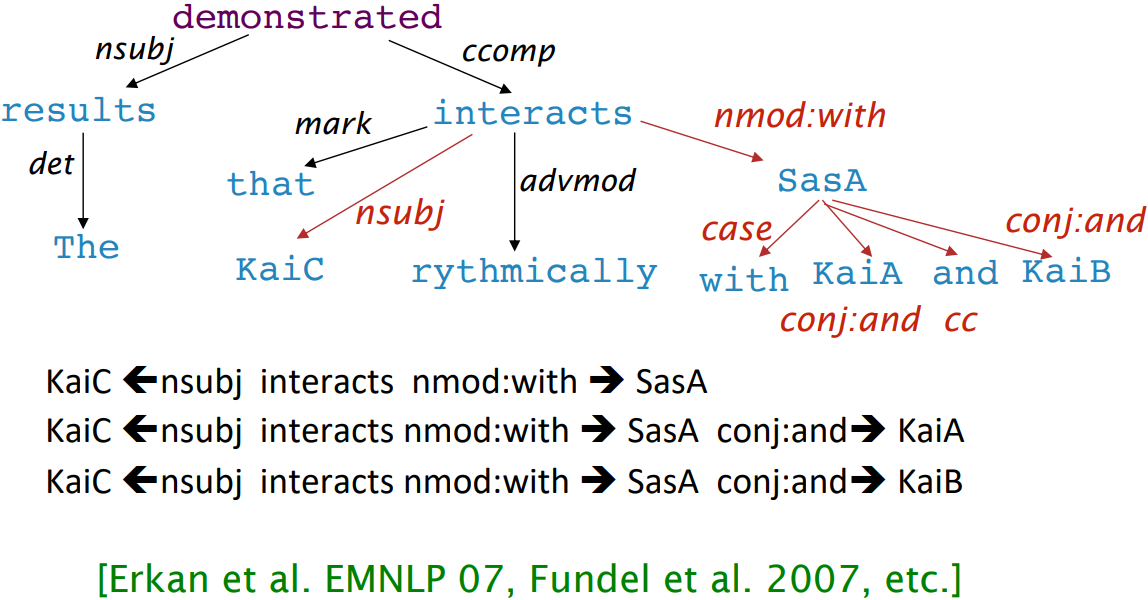 demonstrated
nsubj
ccomp
results
interacts
nmod:with
mark
det
that
advmod
SasA
nsubj
case
conj:and
The
KaiC
rythmically
with KaiA and KaiB
conj:and cc
KaiC 🡸nsubj interacts nmod:with 🡺 SasA
KaiC 🡸nsubj interacts nmod:with 🡺 SasA conj:and🡺 KaiA
KaiC 🡸nsubj interacts nmod:with 🡺 SasA conj:and🡺 KaiB
[Erkan et al. EMNLP 07, Fundel et al. 2007, etc.]